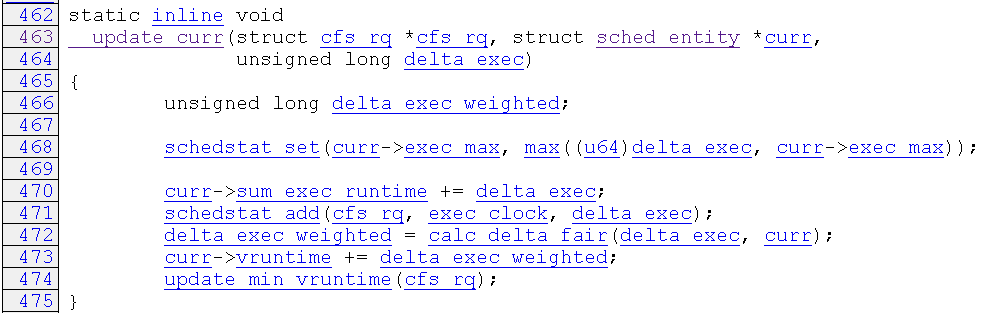 462 static inline void
463 __update_curr(struct cfs_rq *cfs_rq, struct sched_entity *curr,
464 unsigned long delta_exec)
465 {
466 unsigned long delta_exec_weighted;
467
468 schedstat_set(curr->exec_max, max((u64)delta_exec, curr->exec_max));
469
470 curr->sum_exec_runtime += delta_exec;
471 schedstat_add(cfs_rq, exec_clock, delta_exec);
472 delta_exec_weighted = calc_delta_fair(delta_exec, curr);
473 curr->vruntime += delta_exec_weighted;
474 update_min_vruntime(cfs_rq);
475 }